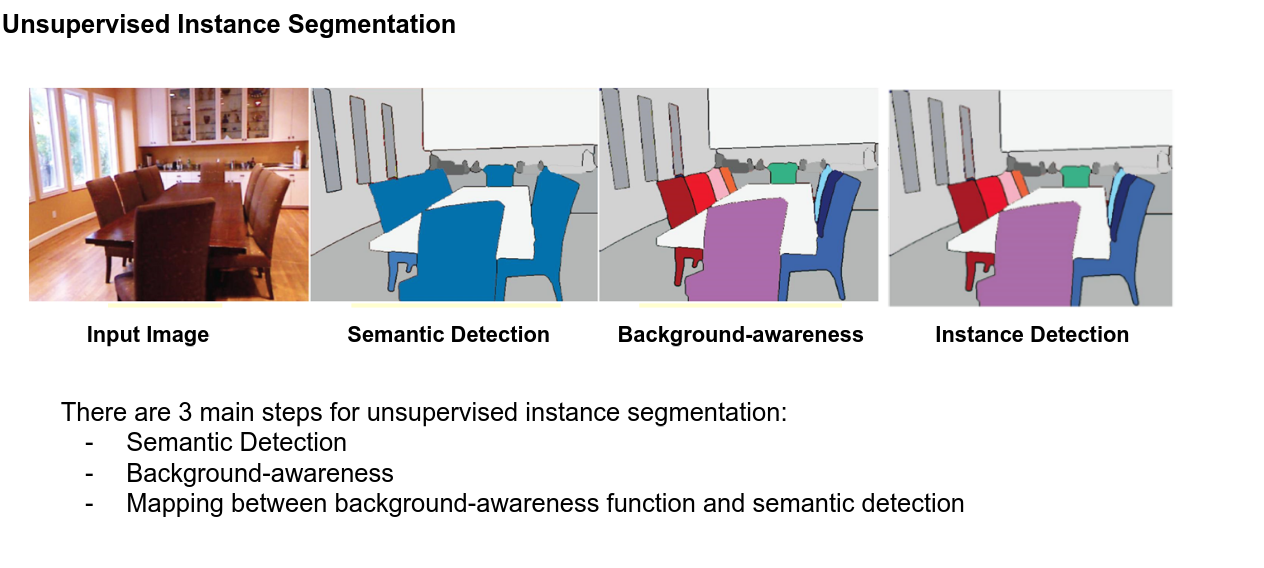 Unsupervised Instance Segmentation
Input Image
Semantic Detection
Background-awareness
Instance Detection
There are 3 main steps for unsupervised instance segmentation:
- Semantic Detection
- Background-awareness
- Mapping between background-awareness function and semantic detection